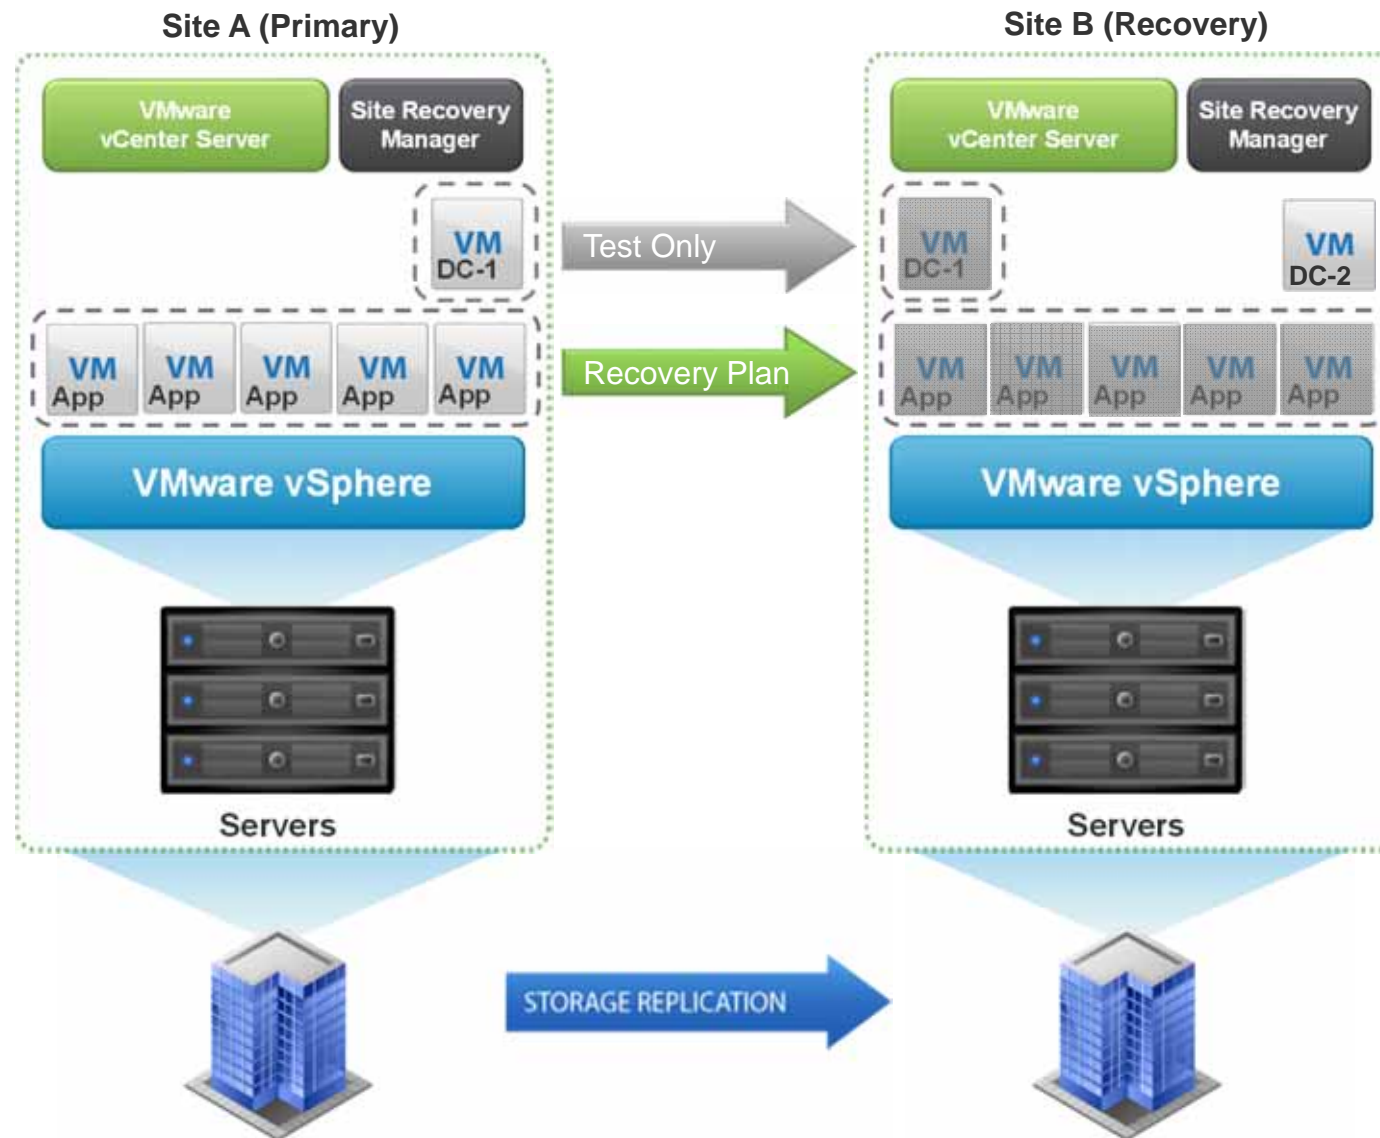 Site A (Primary)
Site B (Recovery)
VMware
vCenter Server
Site Recovery
Manager
VMware
vCenter Server
Site Recovery
Manager
VM
DC-1
Test Only
VM
DC-1
VM
DC-2
VM
App
VM
App
VM
App
VM
App
VM
App
Recovery Plan
VM
App
VM
App
VM
App
VM
App
VM
App
VMware vSphere
VMware vSphere
Servers
Servers
STORAGE REPLICATION